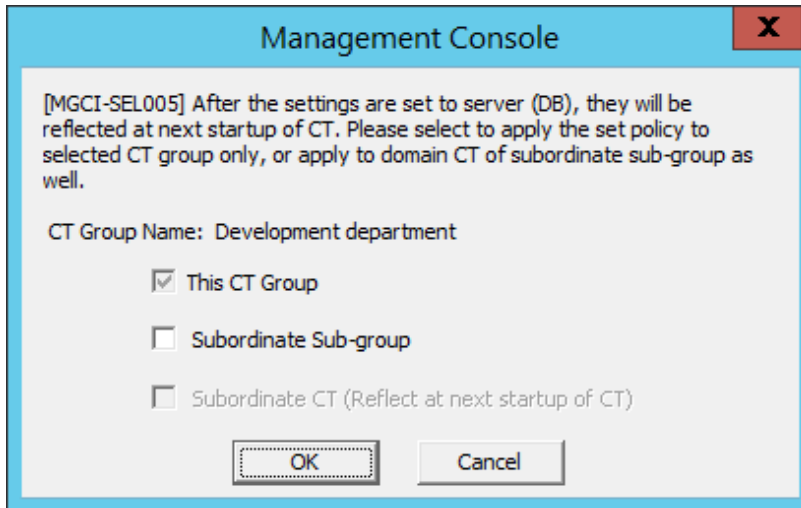 Management Console
[MGCI-SEL005] After the settings are set to server (DB), they will be
reflected at next startup of CT. Please select to apply the set policy to
selected CT group only, or apply to domain CT of subordinate sub-group as
well.
CT Group Name: Development department
This CT Group
Subordinate Sub-group
Subordinate CT (Reflect at next startup of CT)
OK
Cancel